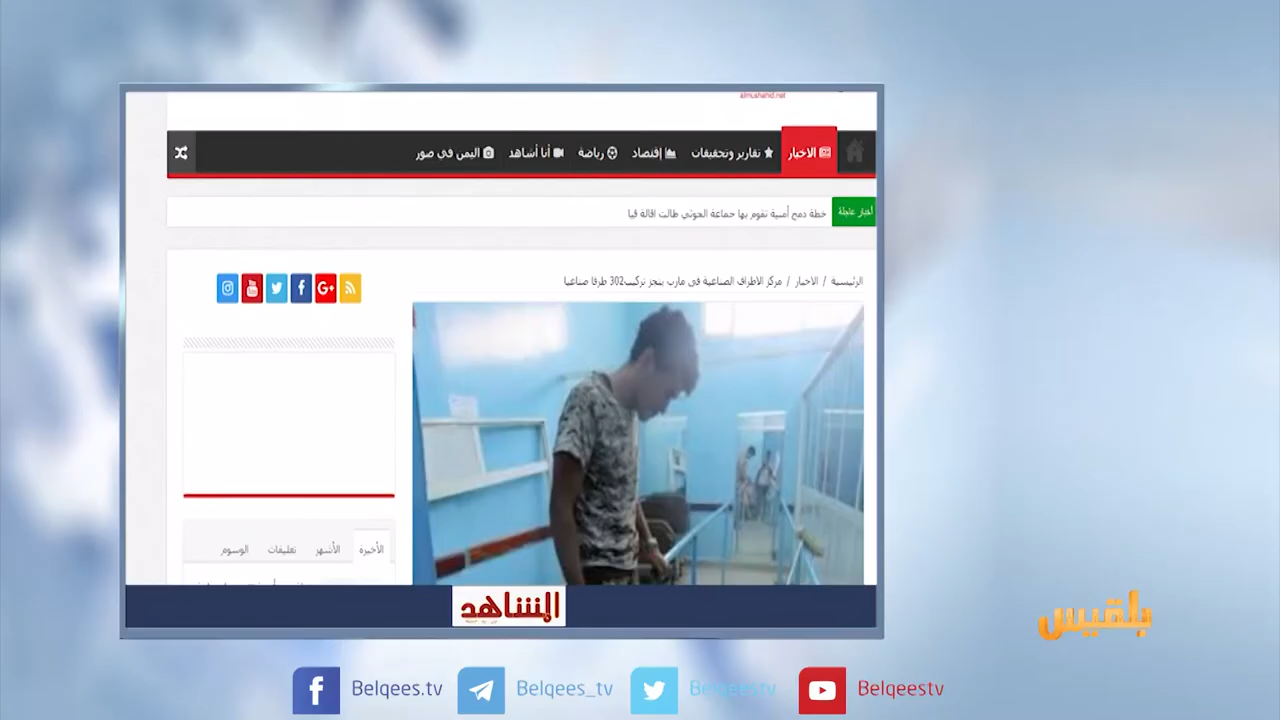 almushahid.net
الاخبار تقارير وتحقيقات إقتصاد رياضة أنا أشاهد اليمن في صور
أخبار عاجلة خطة دمج أمنية تقوم بها جماعة الحوثي طالت اقالة قيا
الرئيسية / الاخبار / مركز الاطراف الصناعية في مارب ينجز تركيب302 طرفا صناعيا
الأخيرة الأشهر تعليقات الوسوم
المشاهد
بلقيس
Belqees.tv Belqees_tv Belqeestv Belqeestv